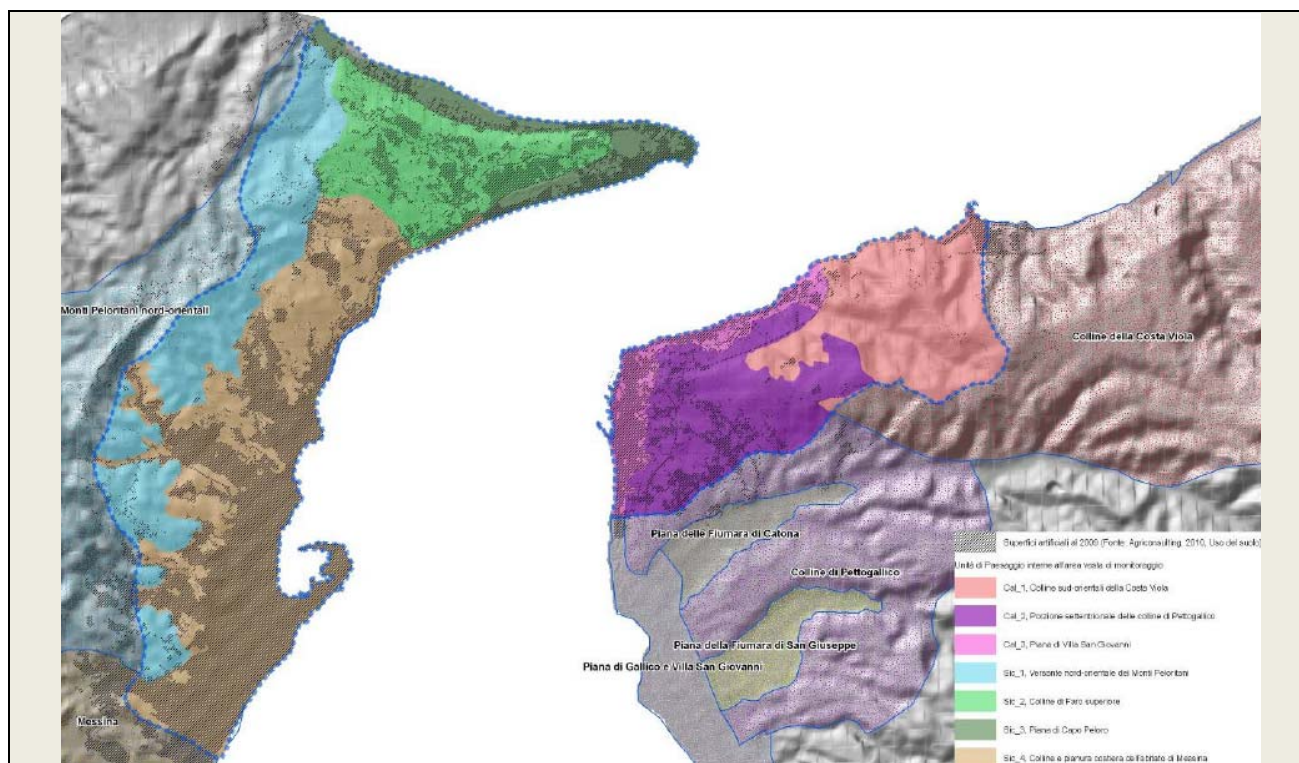 Monti Peloritani nord-orientali
Colline della Costa Viola
Piana delle Fiumara di Catona
Colline di Pettogallico
Piana della Fiumara di San Giuseppe
Piana di Gallico e Villa San Giovanni
Messina
Superfici artificiali al 2009 (Fonte: Agriconsulting, 2010, Uso del suolo)
Unità di Paesaggio interne all'area vasta di monitoraggio
Cal_1, Colline sud-orientali della Costa Viola
Cal_2, Porzione settentrionale delle colline di Pettogallico
Cal_3, Piana di Villa San Giovanni
Sic_1, Versante nord-orientale dei Monti Peloritani
Sic_2, Colline di Faro superiore
Sic_3, Piana di Capo Peloro
Sic_4, Colline e pianura costiera dell'abitato di Messina